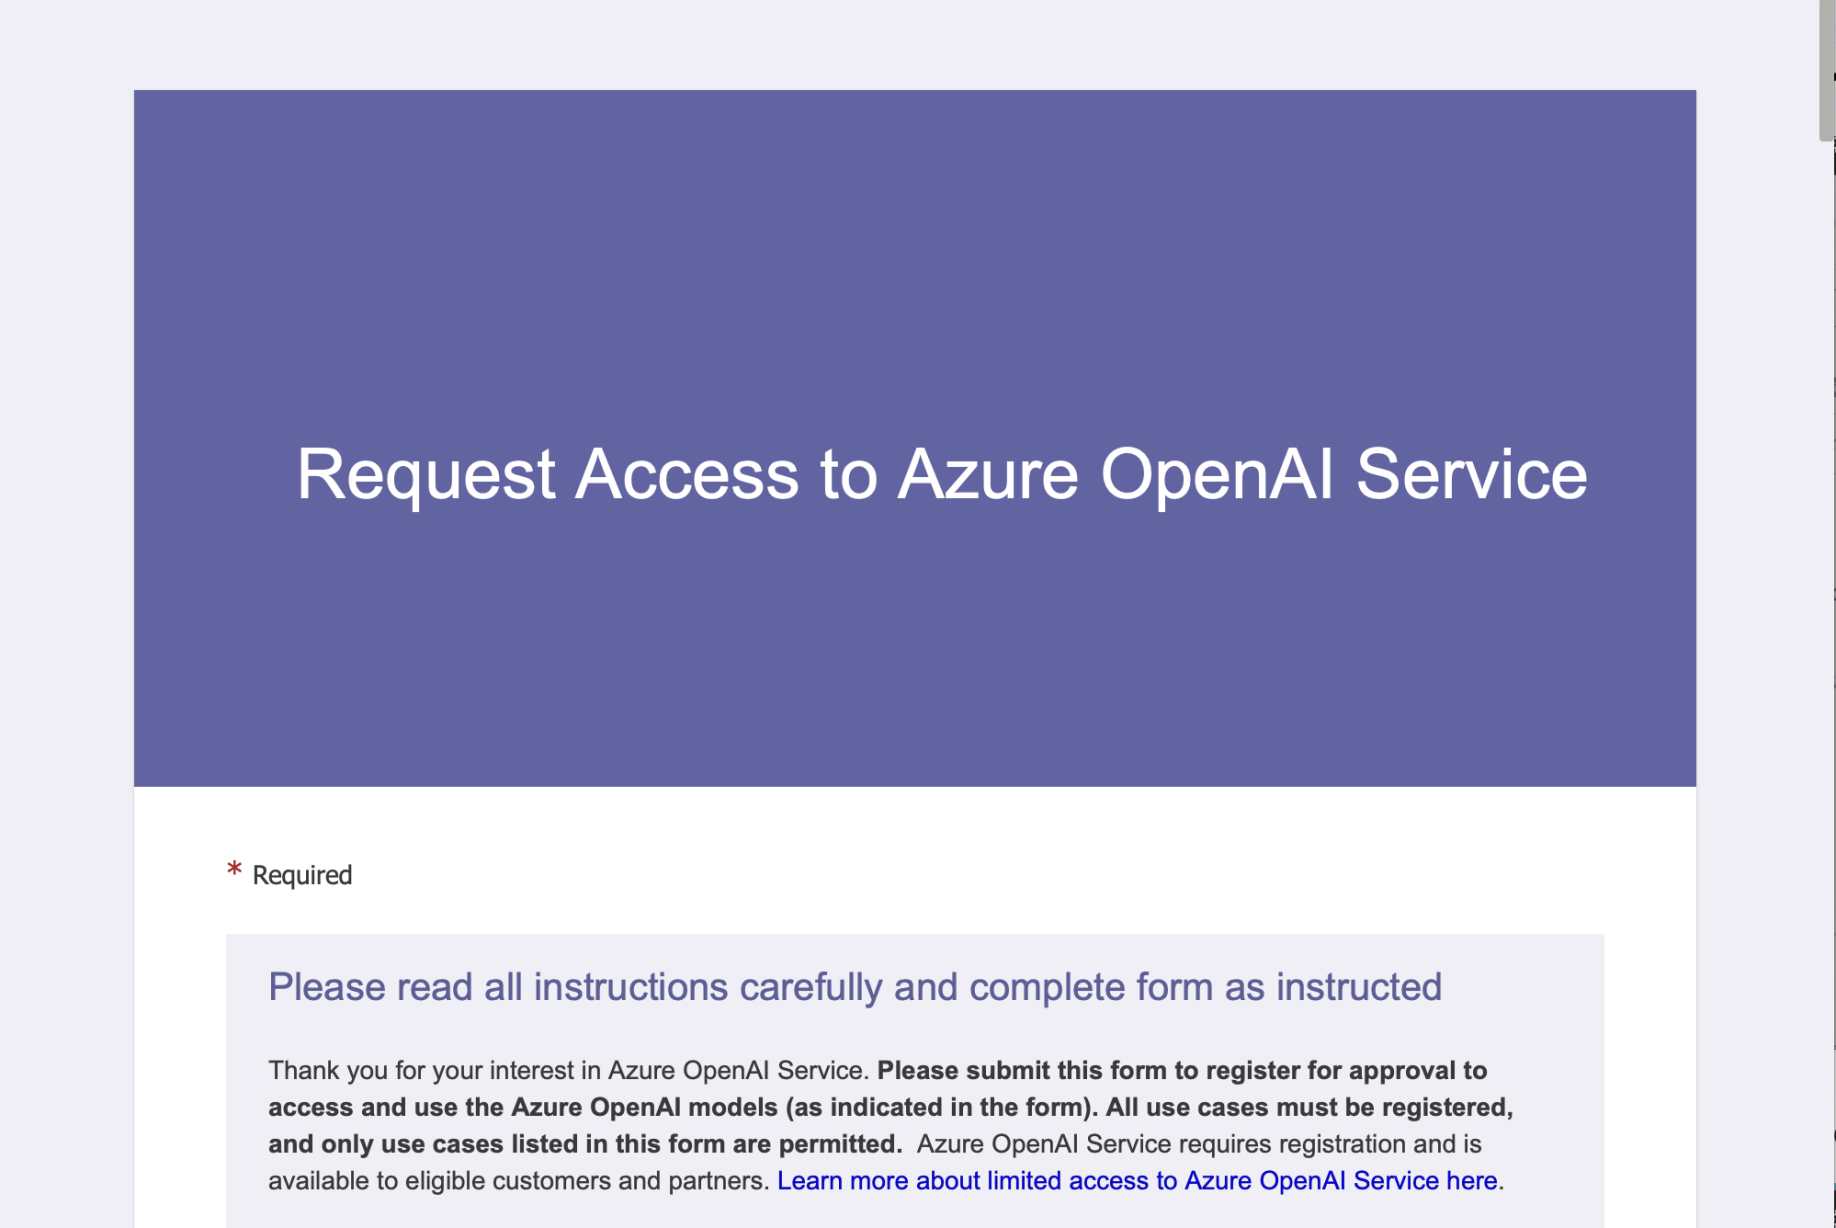 Request Access to Azure OpenAI Service
* Required
Please read all instructions carefully and complete form as instructed
Thank you for your interest in Azure OpenAI Service. Please submit this form to register for approval to
access and use the Azure OpenAI models (as indicated in the form). All use cases must be registered,
and only use cases listed in this form are permitted. Azure OpenAI Service requires registration and is
available to eligible customers and partners. Learn more about limited access to Azure OpenAI Service here.